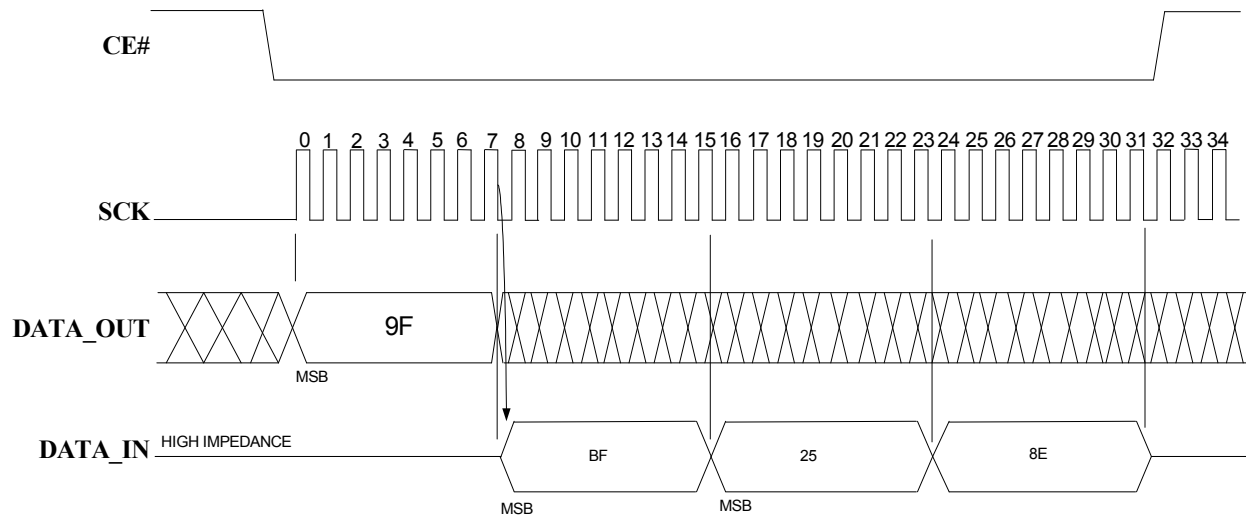 CE#
0 1 2 3 4 5 6 7 8 9 10 11 12 13 14 15 16 17 18 19 20 21 22 23 24 25 26 27 28 29 30 31 32 33 34
SCK
DATA_OUT
9F
MSB
DATA_IN
HIGH IMPEDANCE
BF
25
8E
MSB
MSB